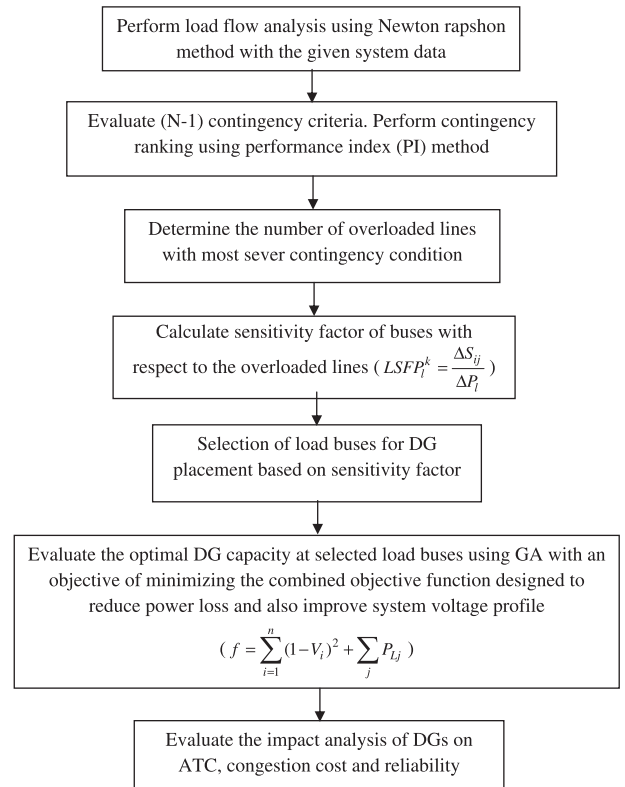 Perform load flow analysis using Newton rapshon
method with the given system data
Evaluate (N-1) contingency criteria. Perform contingency
ranking using performance index (PI) method
Determine the number of overloaded lines
with most sever contingency condition
Calculate sensitivity factor of buses with
respect to the overloaded lines ( LSFP_l^k = ΔS_ij / ΔP_l )
Selection of load buses for DG
placement based on sensitivity factor
Evaluate the optimal DG capacity at selected load buses using GA with an
objective of minimizing the combined objective function designed to
reduce power loss and also improve system voltage profile
( f = ∑_{i=1}^{n} (1−V_i)^2 + ∑_j P_{Lj} )
Evaluate the impact analysis of DGs on
ATC, congestion cost and reliability